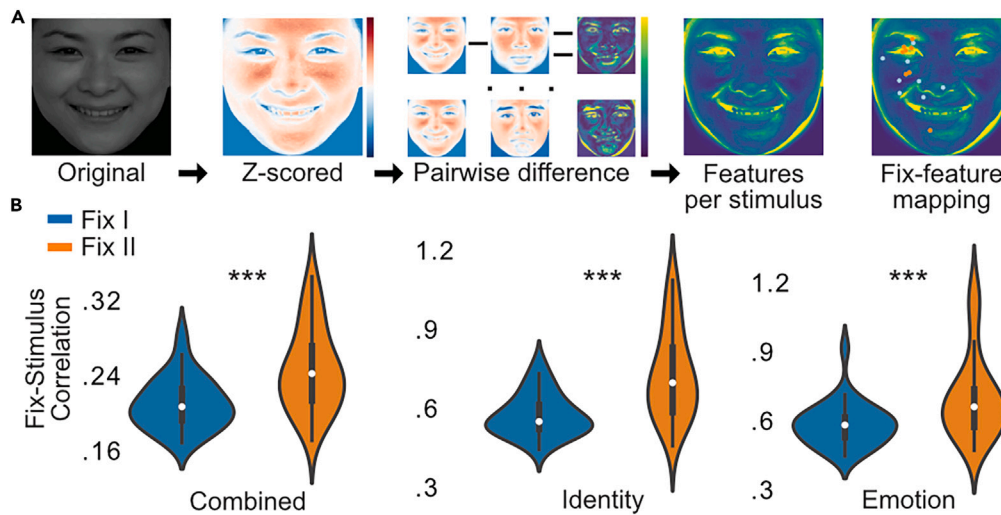 A
Original
Z-scored
Pairwise difference
Features
per stimulus
Fix-feature
mapping
B
Fix I
Fix II
Fix-Stimulus
Correlation
.32
.24
.16
***
Combined
1.2
.9
.6
.3
***
Identity
1.2
.9
.6
.3
***
Emotion